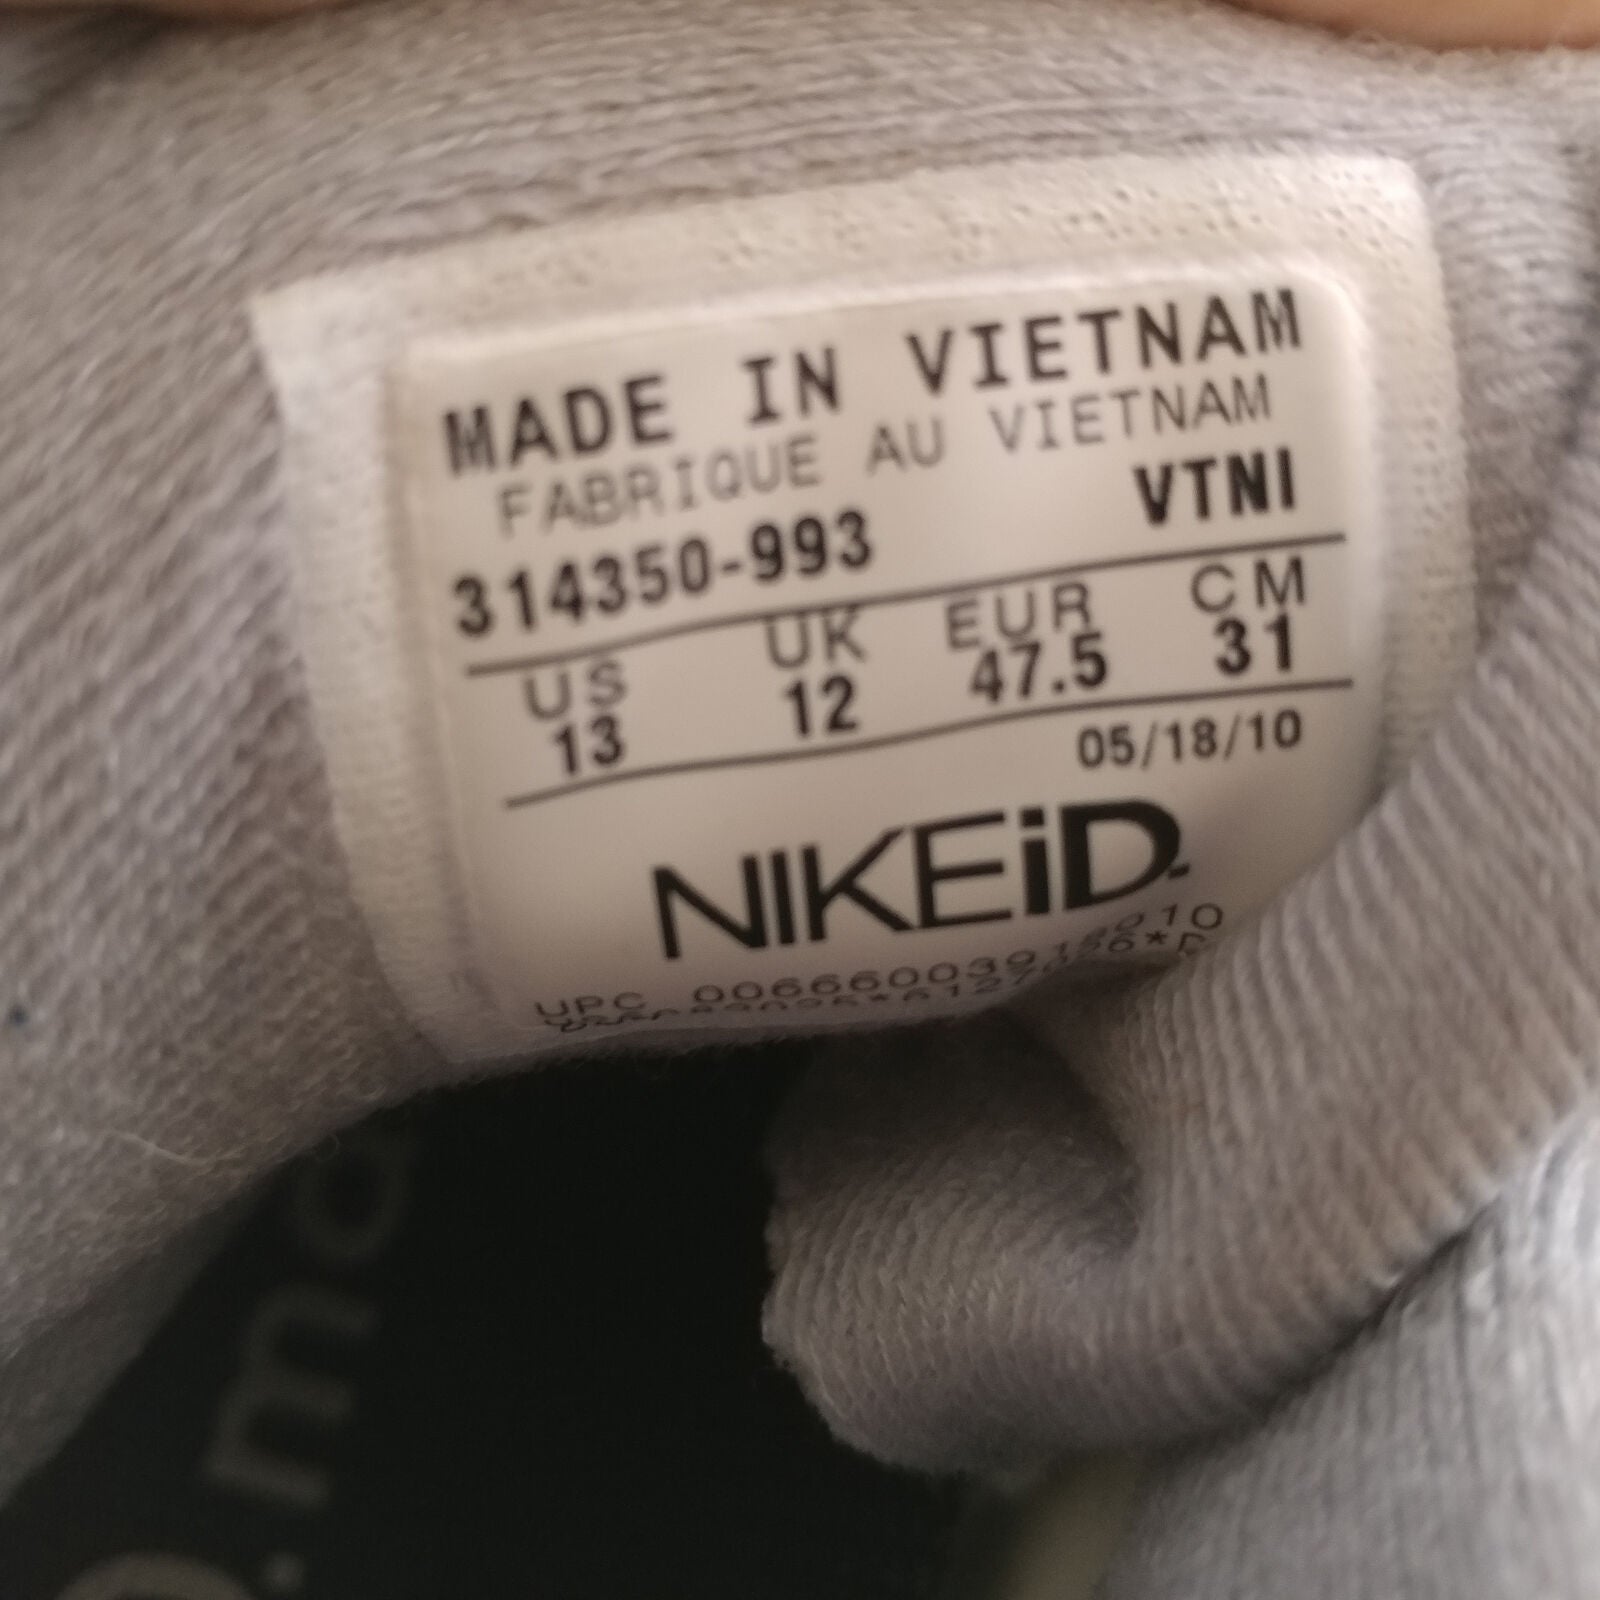 MADE IN VIETNAM
FABRIQUE AU VIETNAM
314350-993 VTNI
US UK EUR CM
13 12 47.5 31
05/18/10
NIKEiD.
UPC